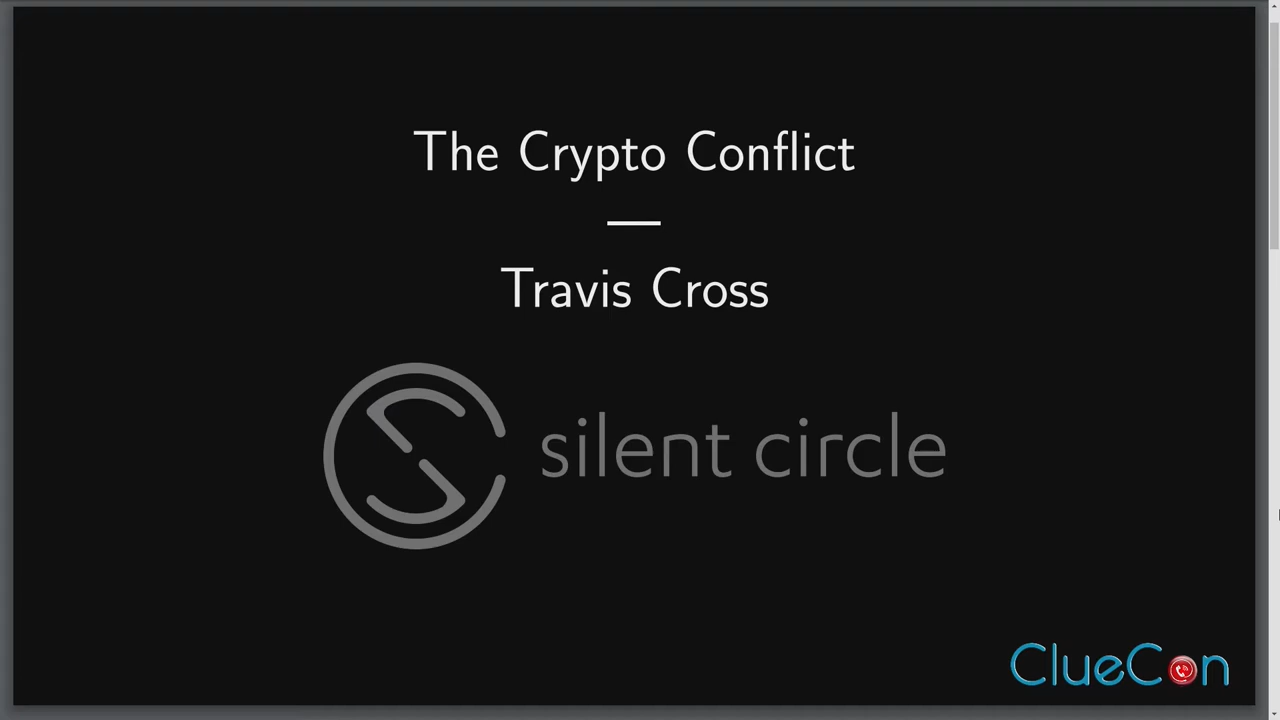 The Crypto Conflict
—
Travis Cross
silent circle
ClueCon